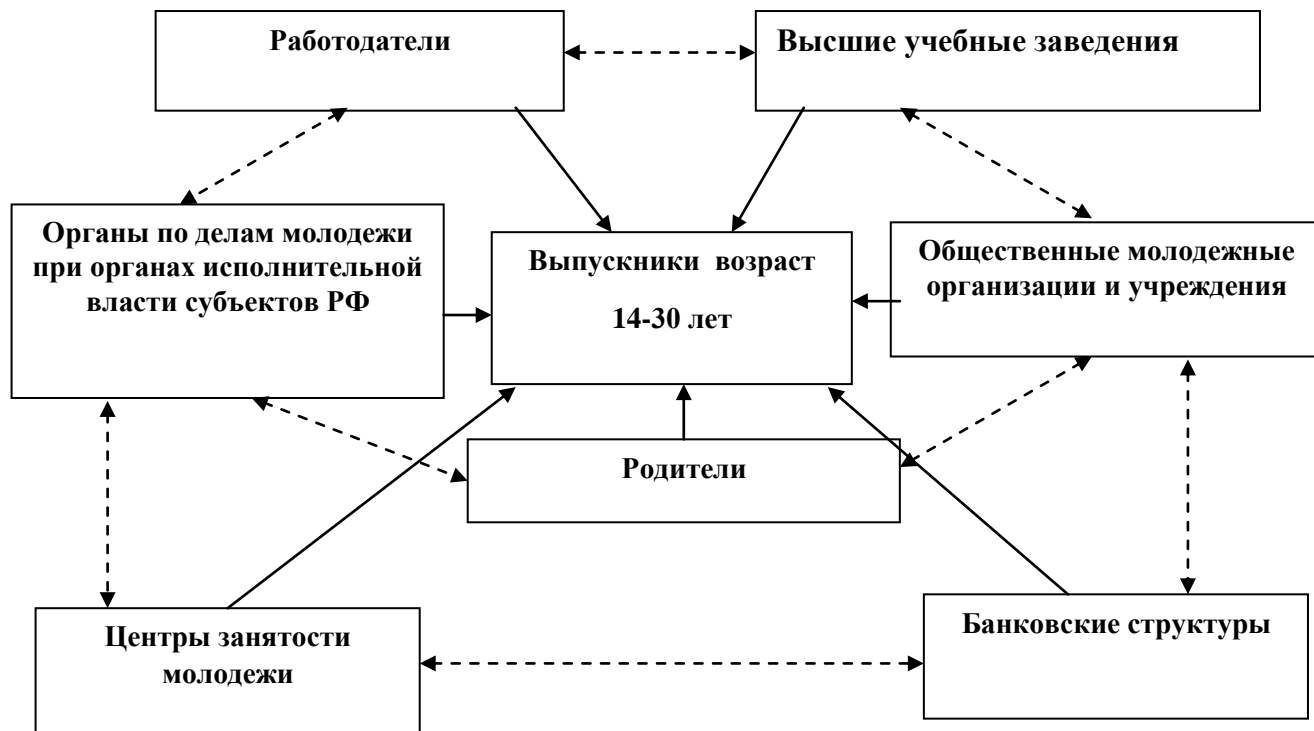 Работодатели
Высшие учебные заведения
Органы по делам молодежи
при органах исполнительной
власти субъектов РФ
Выпускники возраст
14-30 лет
Общественные молодежные
организации и учреждения
Родители
Центры занятости
молодежи
Банковские структуры